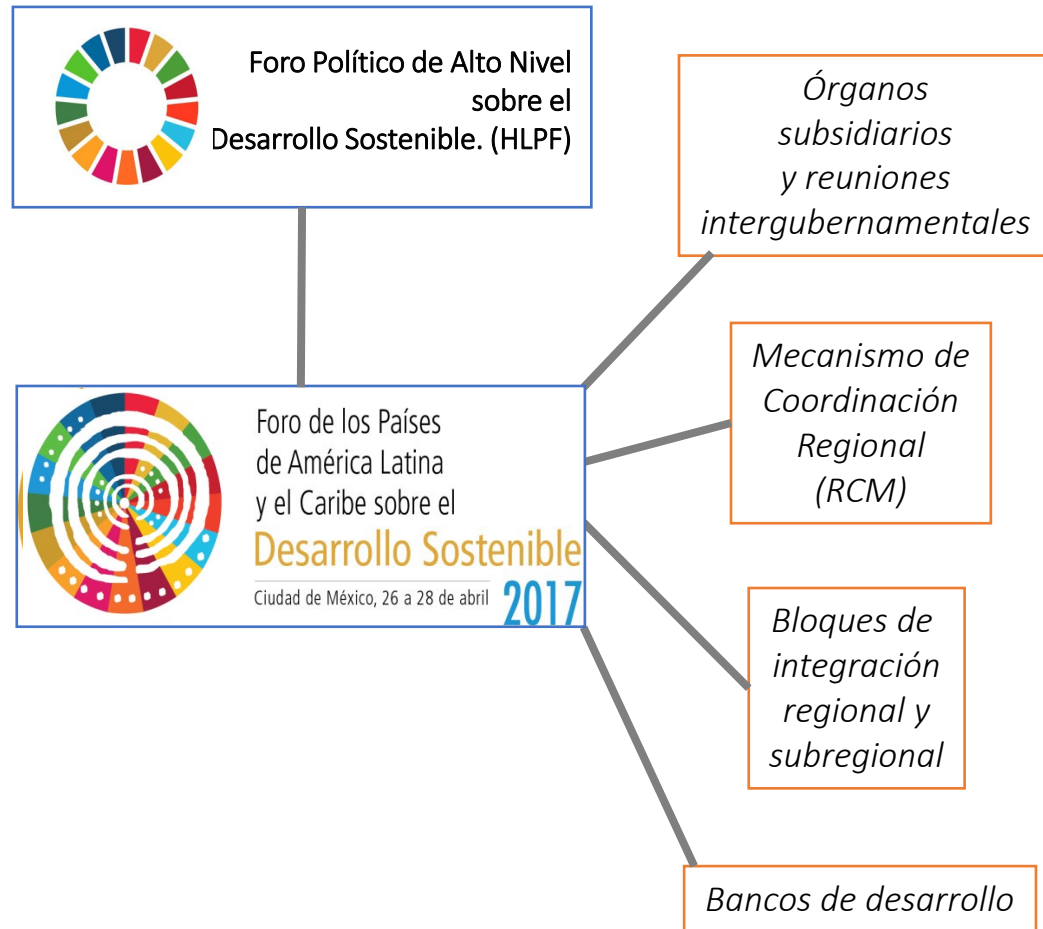 Foro Político de Alto Nivel
sobre el
Desarrollo Sostenible. (HLPF)
Órganos
subsidiarios
y reuniones
intergubernamentales
Mecanismo de
Coordinación
Regional
(RCM)
Foro de los Países
de América Latina
y el Caribe sobre el
Desarrollo Sostenible
Ciudad de México, 26 a 28 de abril 2017
Bloques de
integración
regional y
subregional
Bancos de desarrollo